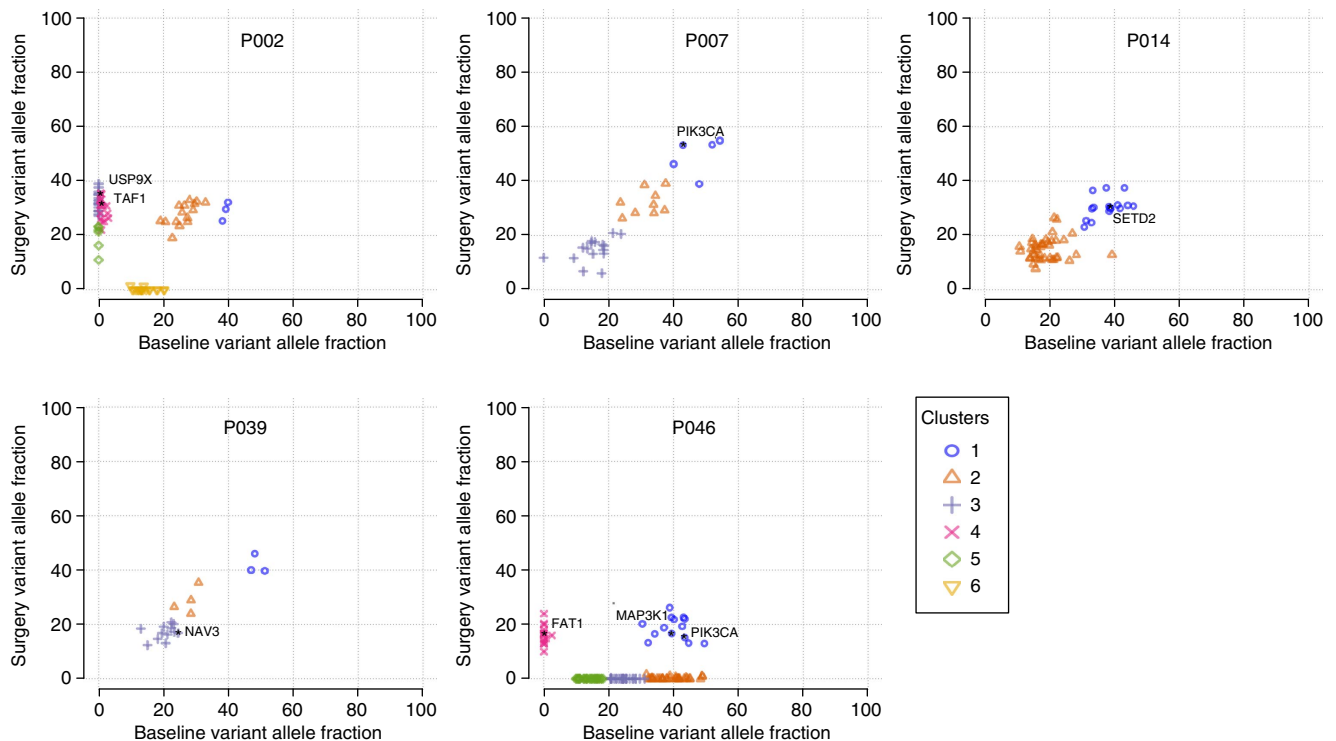 P002
100
80
60
40
20
0
Surgery variant allele fraction
USP9X
TAF1
0 20 40 60 80 100
Baseline variant allele fraction
P007
100
80
60
40
20
0
Surgery variant allele fraction
PIK3CA
0 20 40 60 80 100
Baseline variant allele fraction
P014
100
80
60
40
20
0
Surgery variant allele fraction
SETD2
0 20 40 60 80 100
Baseline variant allele fraction
P039
100
80
60
40
20
0
Surgery variant allele fraction
NAV3
0 20 40 60 80 100
Baseline variant allele fraction
P046
100
80
60
40
20
0
Surgery variant allele fraction
MAP3K1
FAT1
PIK3CA
0 20 40 60 80 100
Baseline variant allele fraction
Clusters
1
2
3
4
5
6